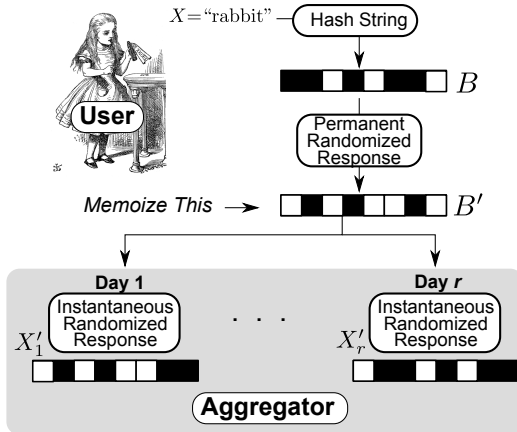 X="rabbit"
Hash String
B
User
Permanent
Randomized
Response
Memoize This
B′
Day 1
Day r
Instantaneous
Randomized
Response
. . .
Instantaneous
Randomized
Response
X′₁
X′ᵣ
Aggregator